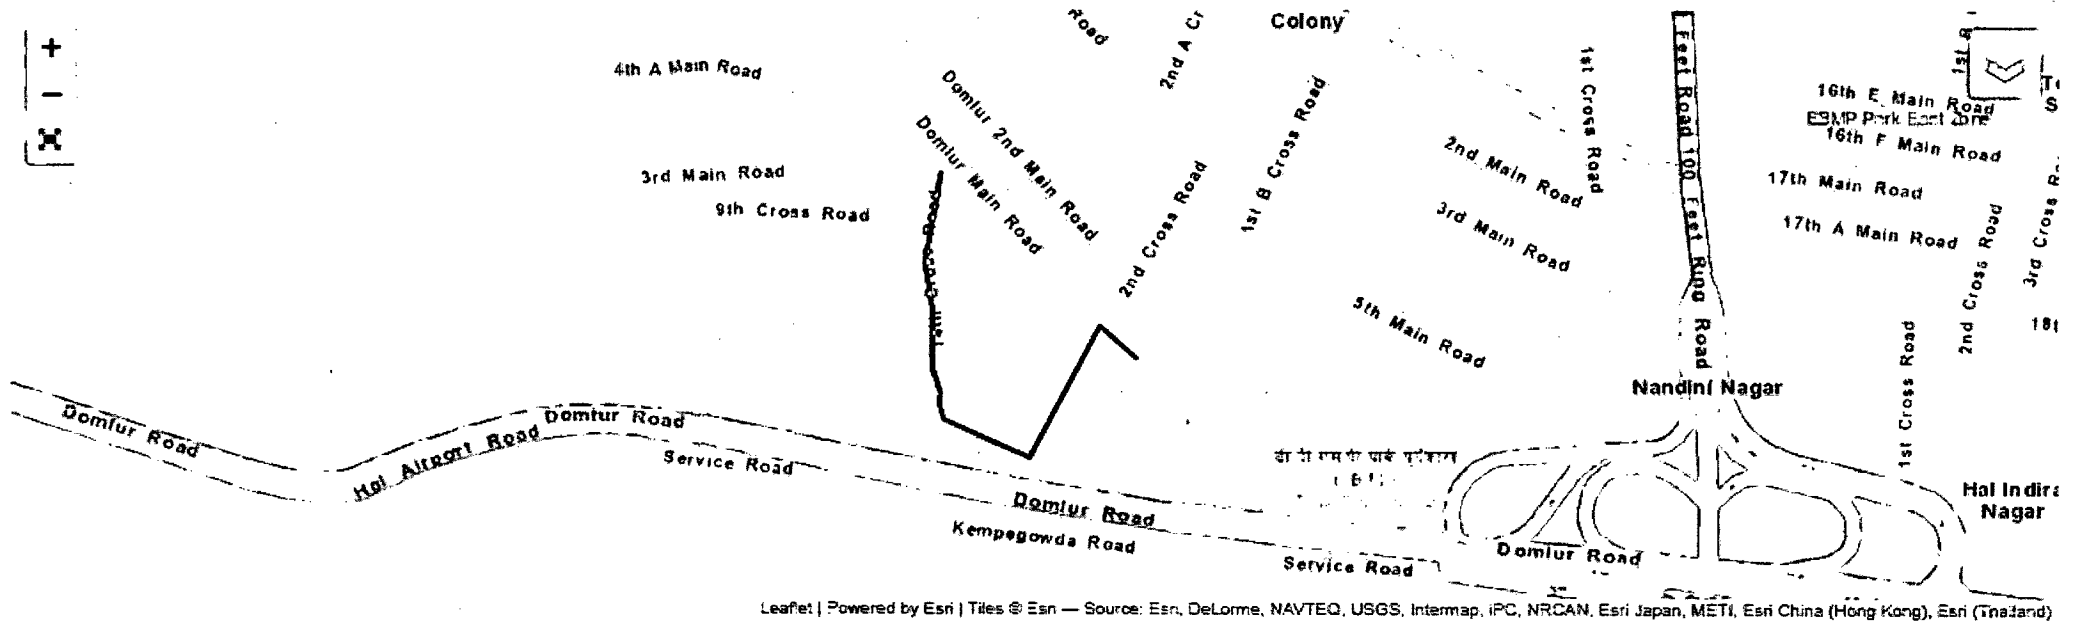 Colony
Road
2nd A Cr
1st Cross Road
Feet Road 100 Feet Ring Road
4th A Main Road
Domlur 2nd Main Road
Domlur Main Road
1st B Cross Road
16th E Main Road
16th F Main Road
2nd Main Road
3rd Main Road
17th Main Road
9th Cross Road
2nd Cross Road
3rd Main Road
17th A Main Road
2nd Cross Road
3rd Cross
5th Main Road
1st Cross Road
Nandini Nagar
Domlur Road
Hal Airport Road
Domlur Road
Service Road
Domlur Road
Kempegowda Road
Service Road
Domlur Road
Hal Indira
Nagar
Leaflet | Powered by Esri | Tiles © Esri — Source: Esri, DeLorme, NAVTEQ, USGS, Intermap, iPC, NRCAN, Esri Japan, METI, Esri China (Hong Kong), Esri (Thailand)